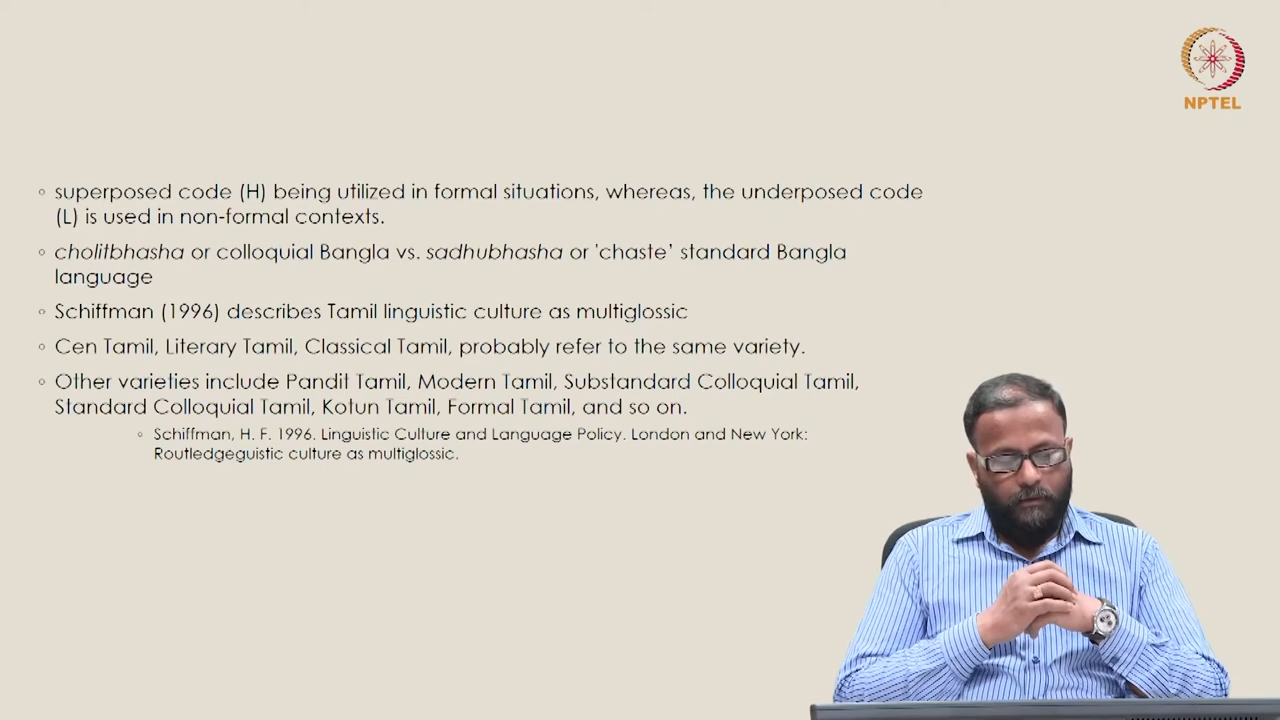 NPTEL
◦ superposed code (H) being utilized in formal situations, whereas, the underposed code
(L) is used in non-formal contexts.
◦ cholitbhasha or colloquial Bangla vs. sadhubhasha or 'chaste’ standard Bangla
language
◦ Schiffman (1996) describes Tamil linguistic culture as multiglossic
◦ Cen Tamil, Literary Tamil, Classical Tamil, probably refer to the same variety.
◦ Other varieties include Pandit Tamil, Modern Tamil, Substandard Colloquial Tamil,
Standard Colloquial Tamil, Kotun Tamil, Formal Tamil, and so on.
◦ Schiffman, H. F. 1996. Linguistic Culture and Language Policy. London and New York:
Routledgeguistic culture as multiglossic.